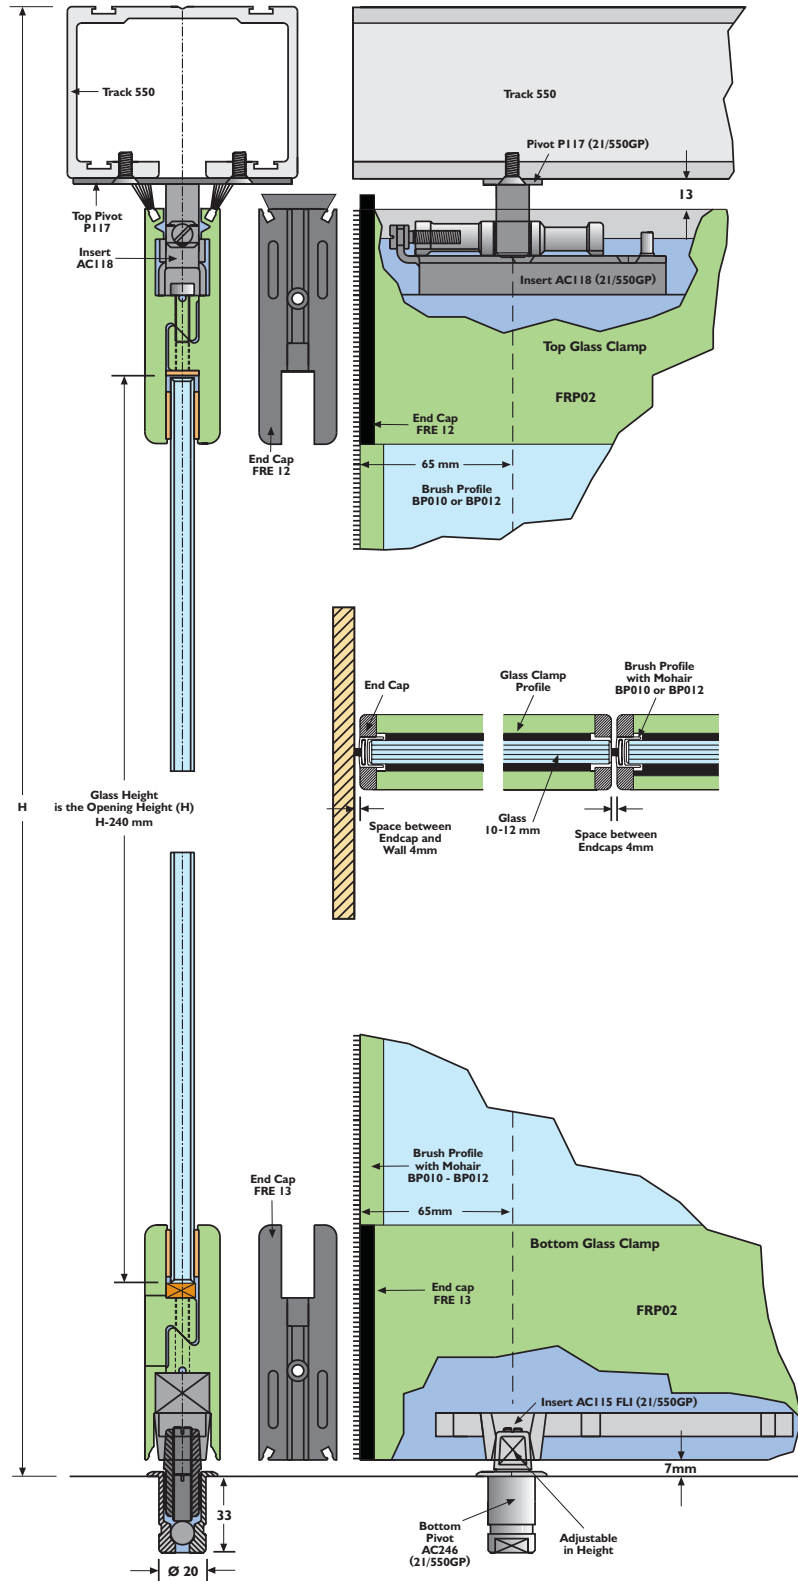 Track 550
Track 550
Pivot P117 (21/550GP)
13
Top Pivot
P117
Insert
AC118
Insert AC118 (21/550GP)
Top Glass Clamp
FRP02
End Cap
FRE 12
End Cap
FRE 12
65 mm
Brush Profile
BP010 or BP012
End Cap
Glass Clamp
Profile
Brush Profile
with Mohair
BP010 or BP012
H
Glass Height
is the Opening Height (H)
H-240 mm
Space between
Endcap and
Wall 4mm
Glass
10-12 mm
Space between
Endcaps 4mm
Brush Profile
with Mohair
BP010 - BP012
End Cap
FRE 13
65mm
Bottom Glass Clamp
End cap
FRE 13
FRP02
Insert AC115 FLI (21/550GP)
7mm
33
Bottom
Pivot
AC246
(21/550GP)
Adjustable
in Height
Ø 20